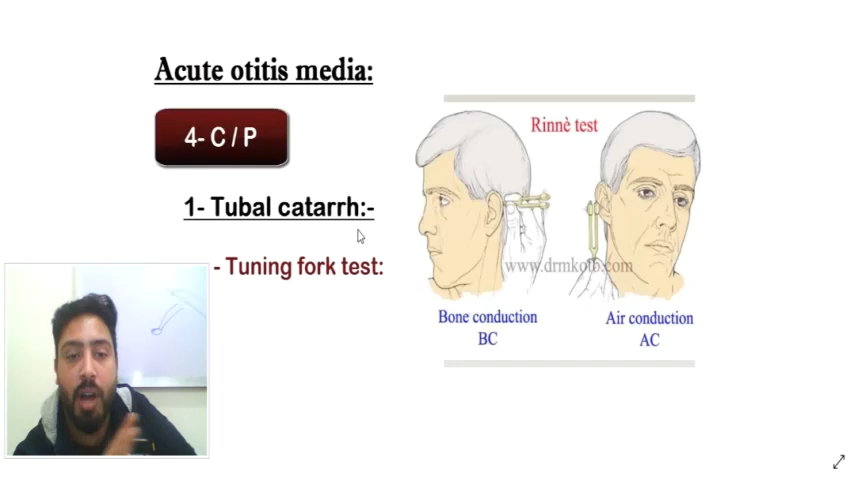 Acute otitis media:
4- C / P
1- Tubal catarrh:-
- Tuning fork test:
Rinnè test
www.drmkotb.com
Bone conduction
BC
Air conduction
AC